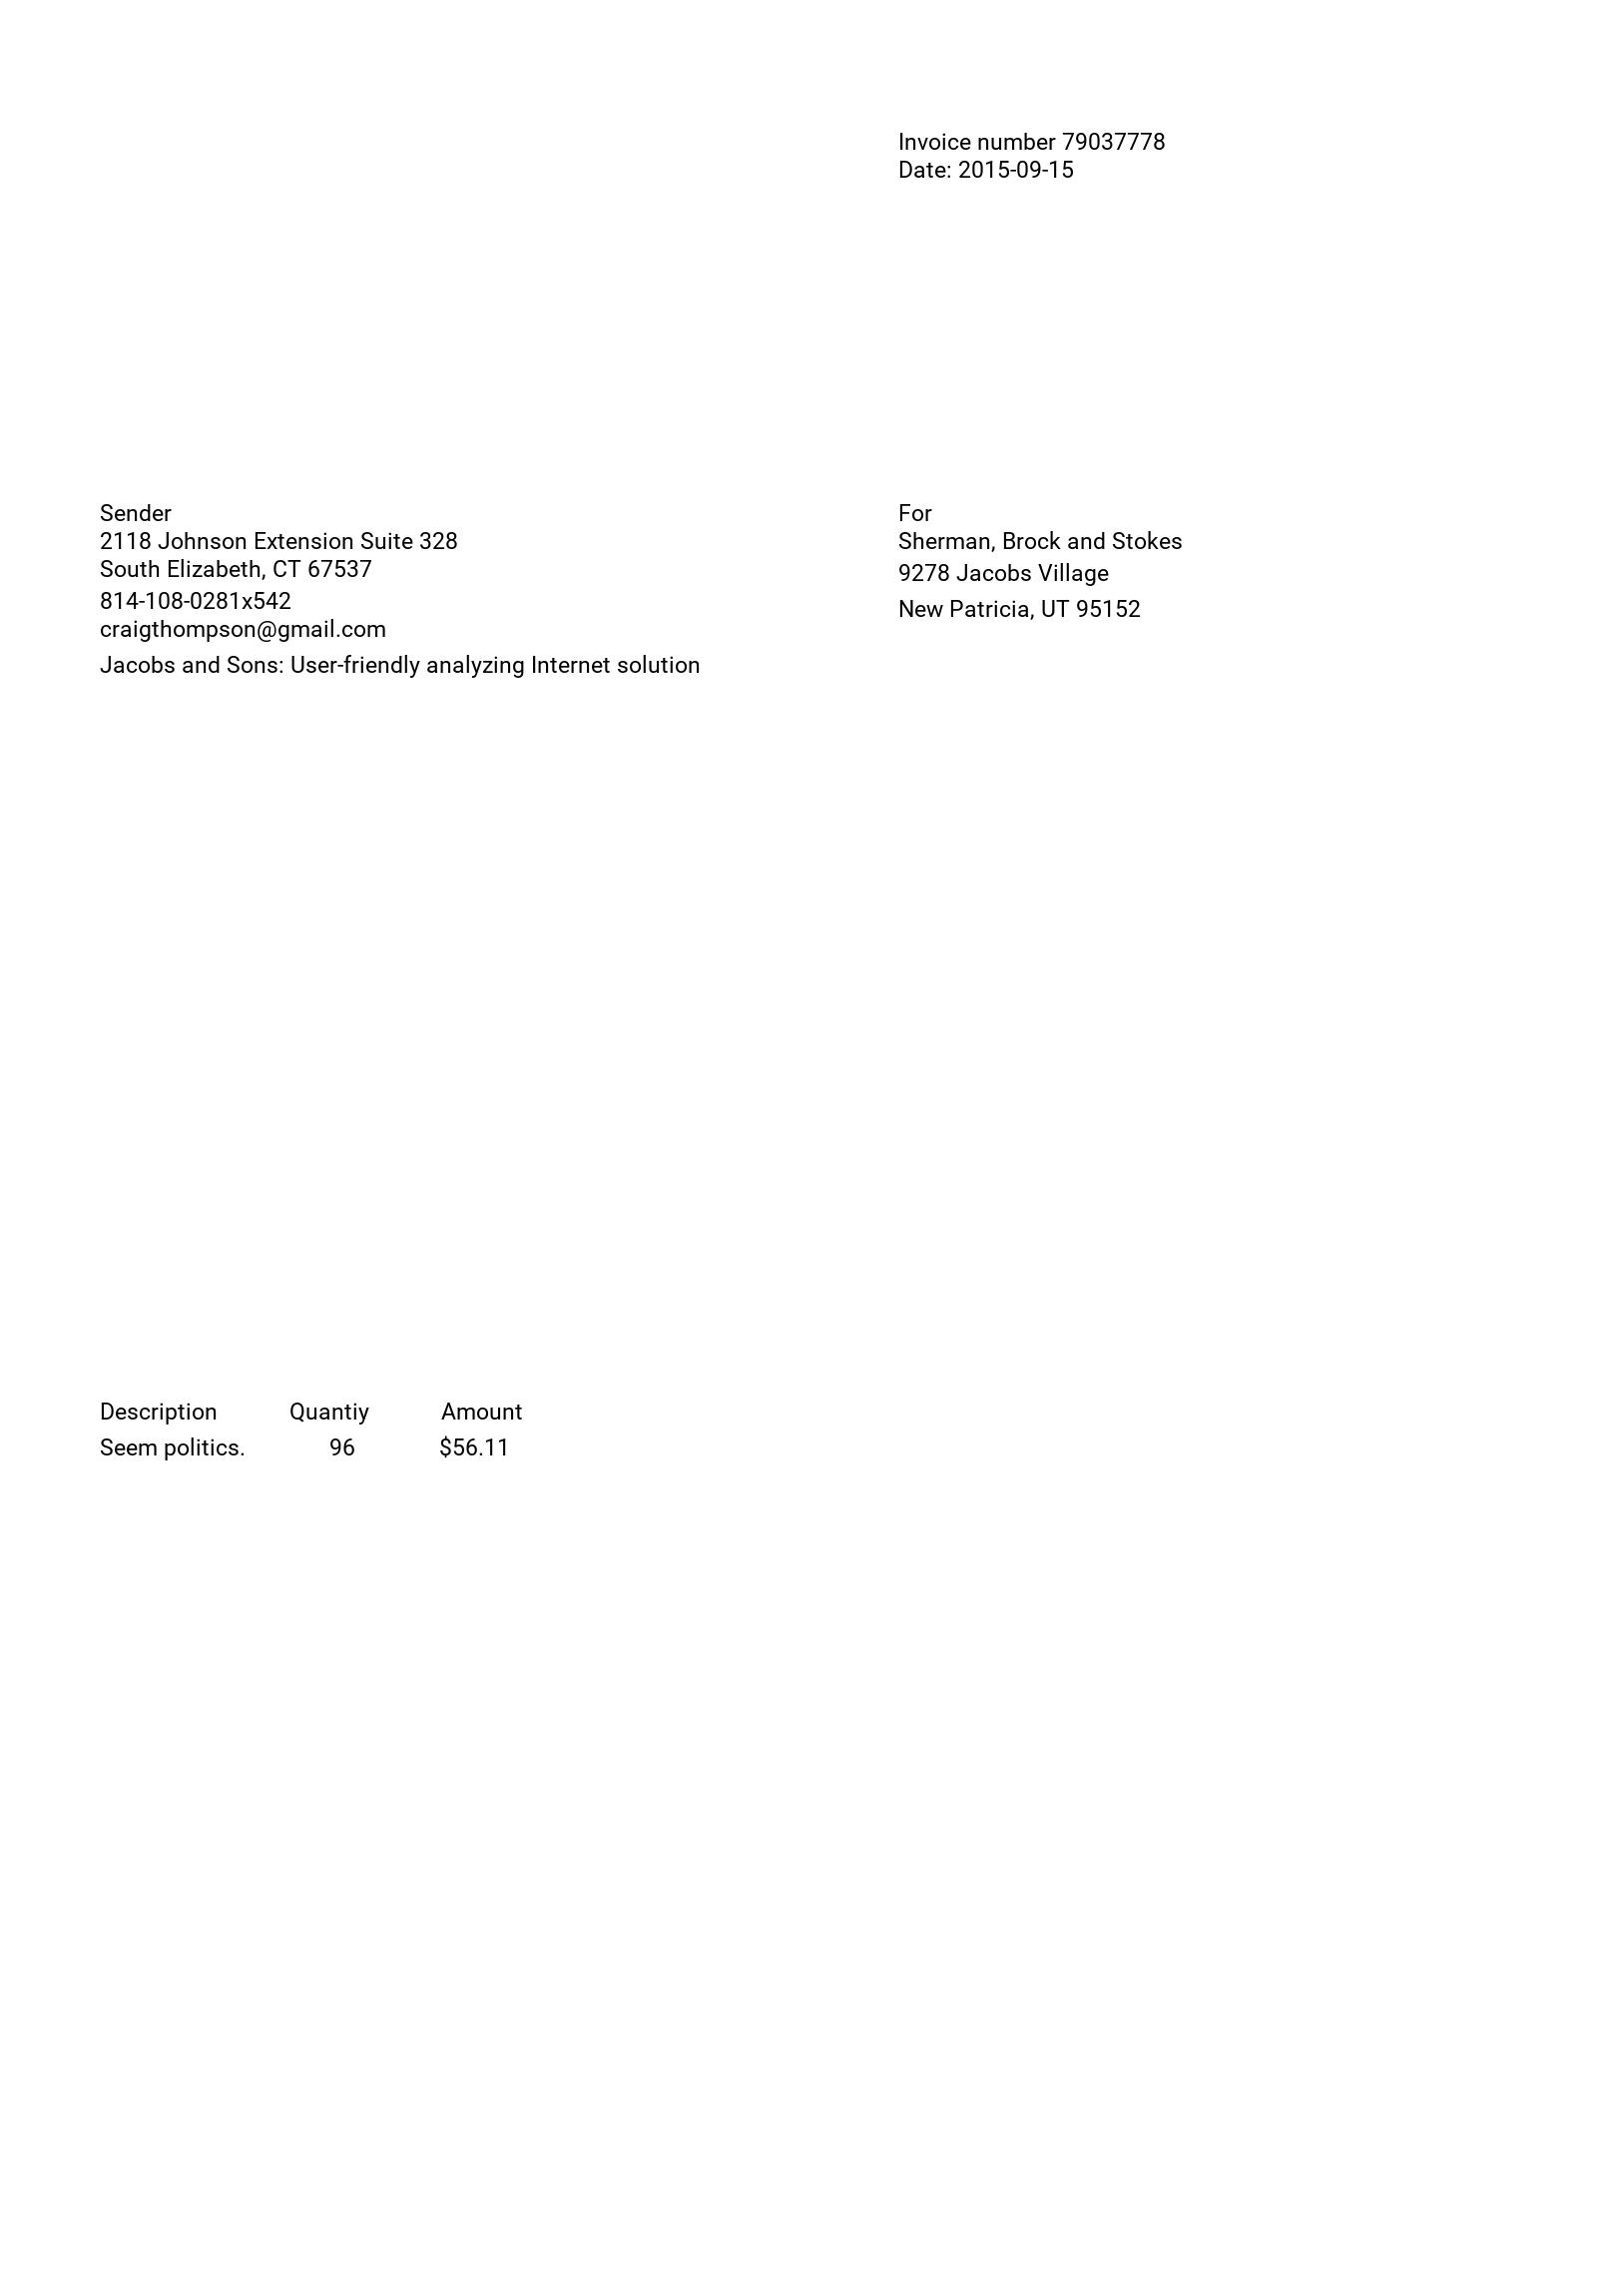 Invoice number 79037778
Date: 2015-09-15
Sender
2118 Johnson Extension Suite 328
South Elizabeth, CT 67537
814-108-0281x542
craigthompson@gmail.com
Jacobs and Sons: User-friendly analyzing Internet solution
For
Sherman, Brock and Stokes
9278 Jacobs Village
New Patricia, UT 95152
Description Quantiy Amount
Seem politics. 96 $56.11